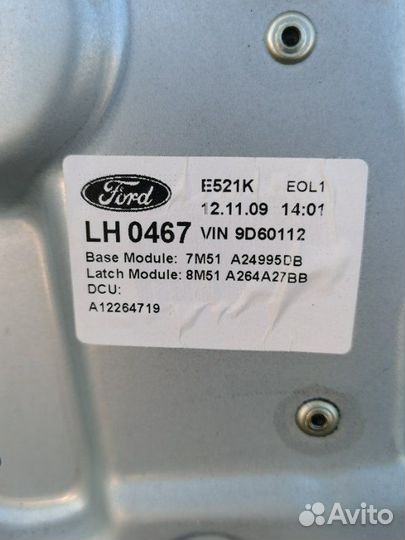 Ford
E521K EOL1
12.11.09 14:01
LH 0467 VIN 9D60112
Base Module: 7M51 A24995DB
Latch Module: 8M51 A264A27BB
DCU:
A12264719
Avito